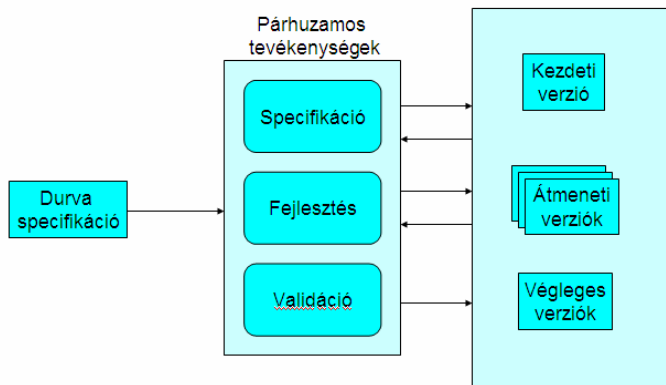 Párhuzamos
tevékenységek
Durva
specifikáció
Specifikáció
Fejlesztés
Validáció
Kezdeti
verzió
Átmeneti
verziók
Végleges
verziók